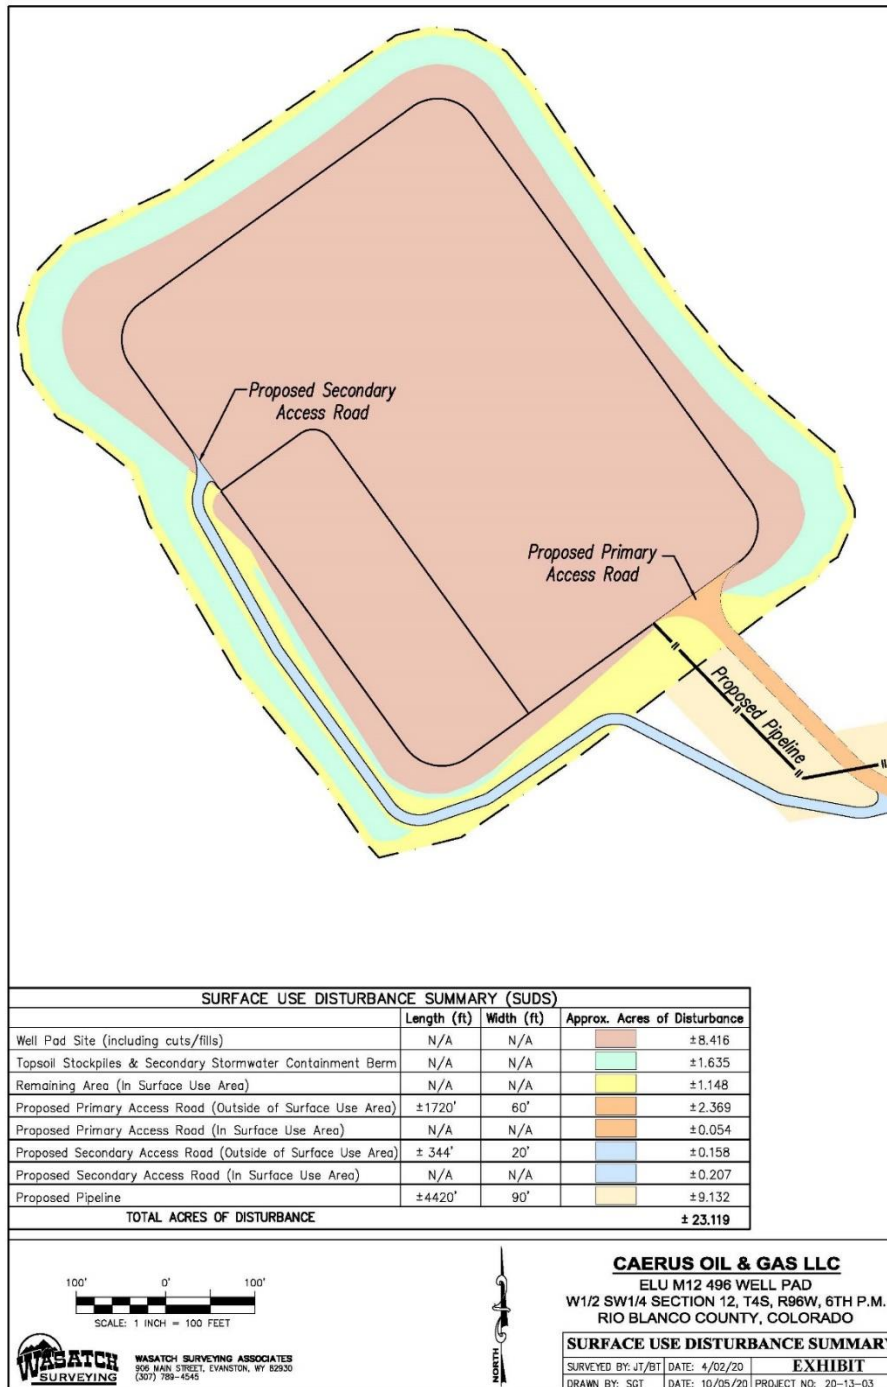 Proposed Secondary
Access Road
Proposed Primary
Access Road
Proposed Pipeline
SURFACE USE DISTURBANCE SUMMARY (SUDS)
Length (ft) Width (ft) Approx. Acres of Disturbance
Well Pad Site (including cuts/fills) N/A N/A ±8.416
Topsoil Stockpiles & Secondary Stormwater Containment Berm N/A N/A ±1.635
Remaining Area (In Surface Use Area) N/A N/A ±1.148
Proposed Primary Access Road (Outside of Surface Use Area) ±1720' 60' ±2.369
Proposed Primary Access Road (In Surface Use Area) N/A N/A ±0.054
Proposed Secondary Access Road (Outside of Surface Use Area) ± 344' 20' ±0.158
Proposed Secondary Access Road (In Surface Use Area) N/A N/A ±0.207
Proposed Pipeline ±4420' 90' ±9.132
TOTAL ACRES OF DISTURBANCE ± 23.119
100' 0' 100'
SCALE: 1 INCH = 100 FEET
WASATCH
SURVEYING
WASATCH SURVEYING ASSOCIATES
906 MAIN STREET, EVANSTON, WY 82930
(307) 789-4545
NORTH
CAERUS OIL & GAS LLC
ELU M12 496 WELL PAD
W1/2 SW1/4 SECTION 12, T4S, R96W, 6TH P.M.
RIO BLANCO COUNTY, COLORADO
SURFACE USE DISTURBANCE SUMMARY
SURVEYED BY: JT/BT DATE: 4/02/20 EXHIBIT
DRAWN BY: SGT DATE: 10/05/20 PROJECT NO: 20-13-03